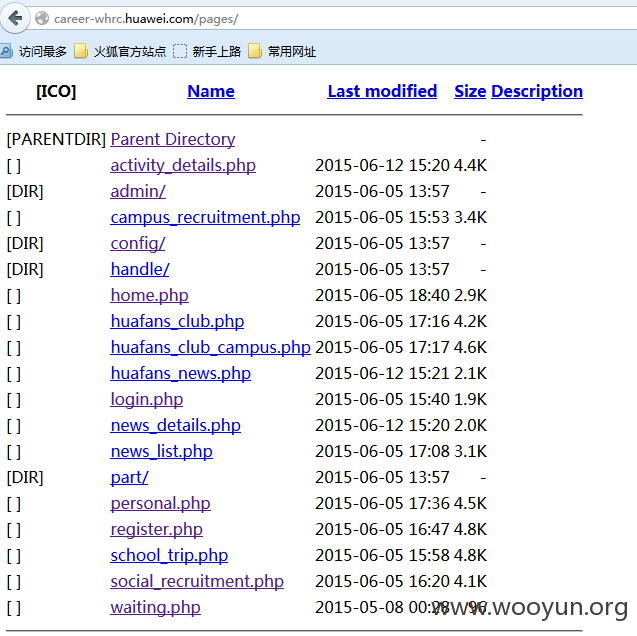 career-whrc.huawei.com/pages/
访问最多 火狐官方站点 新手上路 常用网址
[ICO] Name Last modified Size Description
[PARENTDIR] Parent Directory -
[ ] activity_details.php 2015-06-12 15:20 4.4K
[DIR] admin/ 2015-06-05 13:57 -
[ ] campus_recruitment.php 2015-06-05 15:53 3.4K
[DIR] config/ 2015-06-05 13:57 -
[DIR] handle/ 2015-06-05 13:57 -
[ ] home.php 2015-06-05 18:40 2.9K
[ ] huafans_club.php 2015-06-05 17:16 4.2K
[ ] huafans_club_campus.php 2015-06-05 17:17 4.6K
[ ] huafans_news.php 2015-06-12 15:21 2.1K
[ ] login.php 2015-06-05 15:40 1.9K
[ ] news_details.php 2015-06-12 15:20 2.0K
[ ] news_list.php 2015-06-05 17:08 3.1K
[DIR] part/ 2015-06-05 13:57 -
[ ] personal.php 2015-06-05 17:36 4.5K
[ ] register.php 2015-06-05 16:47 4.8K
[ ] school_trip.php 2015-06-05 15:58 4.8K
[ ] social_recruitment.php 2015-06-05 16:20 4.1K
[ ] waiting.php 2015-05-08 00:28 96
www.wooyun.org